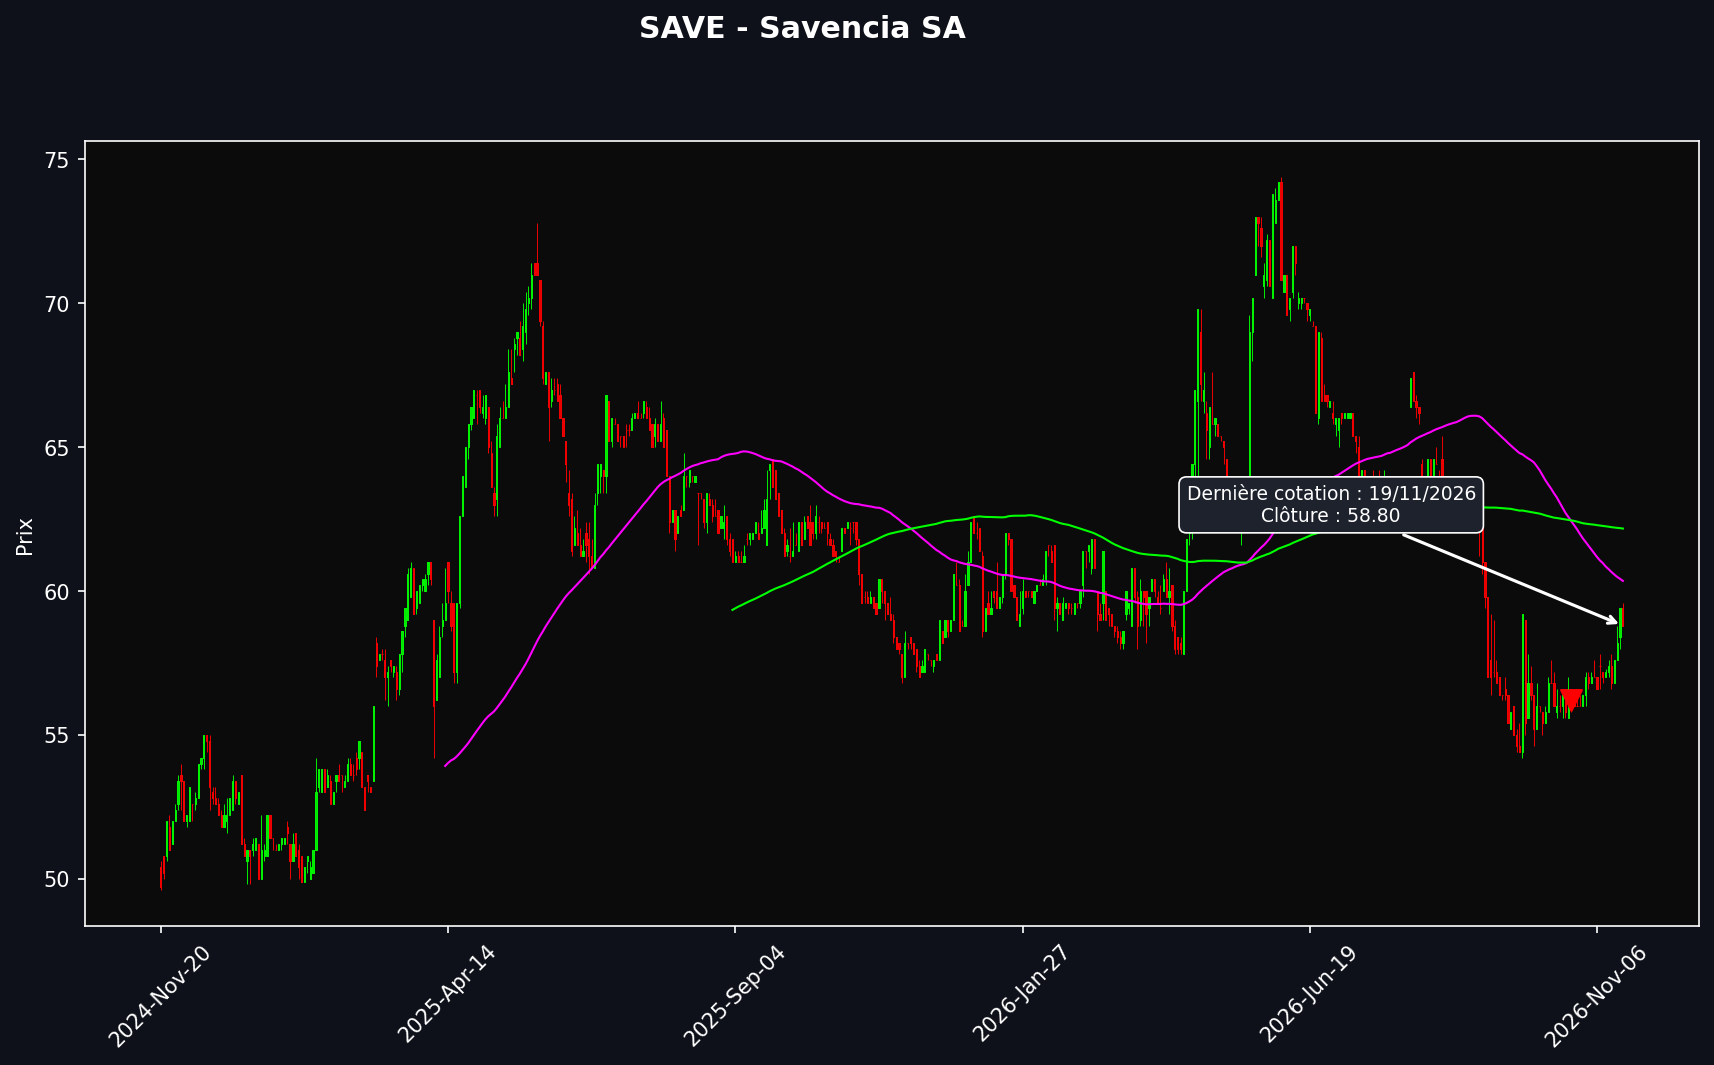 SAVE - Savencia SA
75
70
65
60
55
50
Prix
Dernière cotation : 19/11/2026
Clôture : 58.80
2024-Nov-20
2025-Apr-14
2025-Sep-04
2026-Jan-27
2026-Jun-19
2026-Nov-06